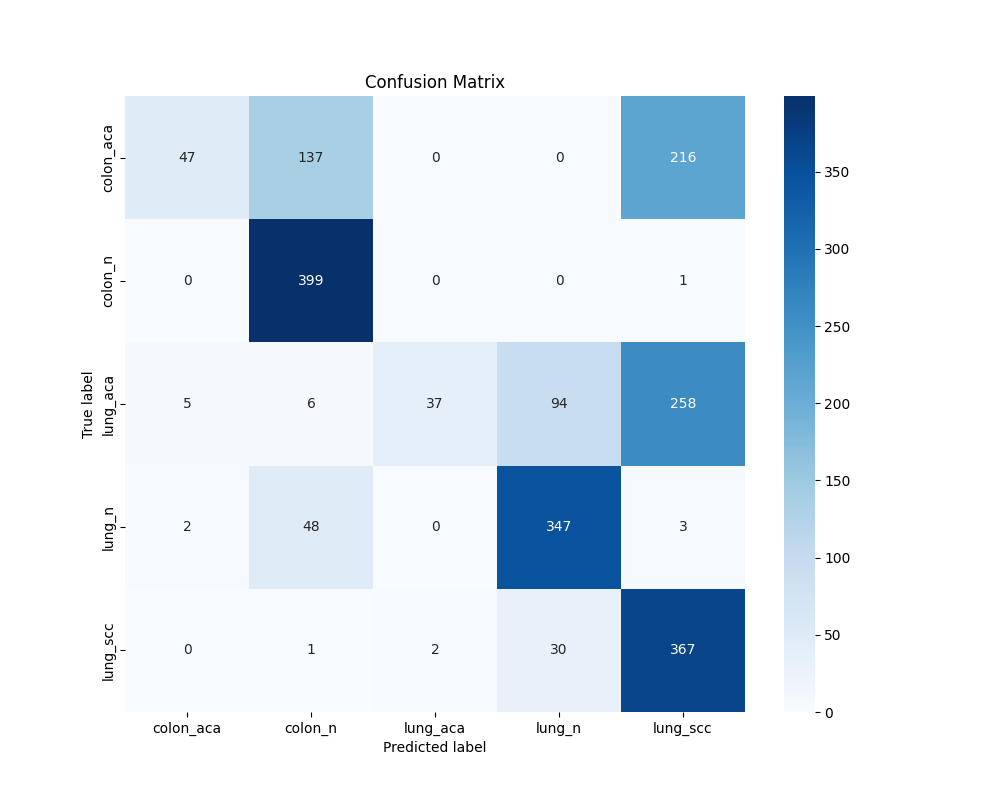 Confusion Matrix
colon_aca 47 137 0 0 216
colon_n 0 399 0 0 1
lung_aca 5 6 37 94 258
lung_n 2 48 0 347 3
lung_scc 0 1 2 30 367
True label
colon_aca colon_n lung_aca lung_n lung_scc
Predicted label
350
300
250
200
150
100
50
0